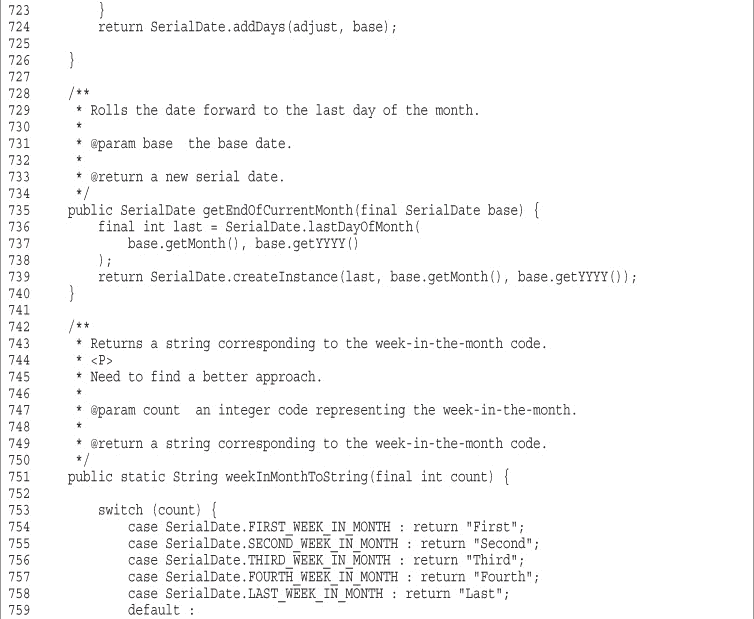 723         }
724         return SerialDate.addDays(adjust, base);
725
726     }
727
728     /**
729      * Rolls the date forward to the last day of the month.
730      *
731      * @param base  the base date.
732      *
733      * @return a new serial date.
734      */
735     public SerialDate getEndOfCurrentMonth(final SerialDate base) {
736         final int last = SerialDate.lastDayOfMonth(
737             base.getMonth(), base.getYYYY()
738         );
739         return SerialDate.createInstance(last, base.getMonth(), base.getYYYY());
740     }
741
742     /**
743      * Returns a string corresponding to the week-in-the-month code.
744      * <P>
745      * Need to find a better approach.
746      *
747      * @param count  an integer code representing the week-in-the-month.
748      *
749      * @return a string corresponding to the week-in-the-month code.
750      */
751     public static String weekInMonthToString(final int count) {
752
753         switch (count) {
754             case SerialDate.FIRST_WEEK_IN_MONTH : return "First";
755             case SerialDate.SECOND_WEEK_IN_MONTH : return "Second";
756             case SerialDate.THIRD_WEEK_IN_MONTH : return "Third";
757             case SerialDate.FOURTH_WEEK_IN_MONTH : return "Fourth";
758             case SerialDate.LAST_WEEK_IN_MONTH : return "Last";
759             default :